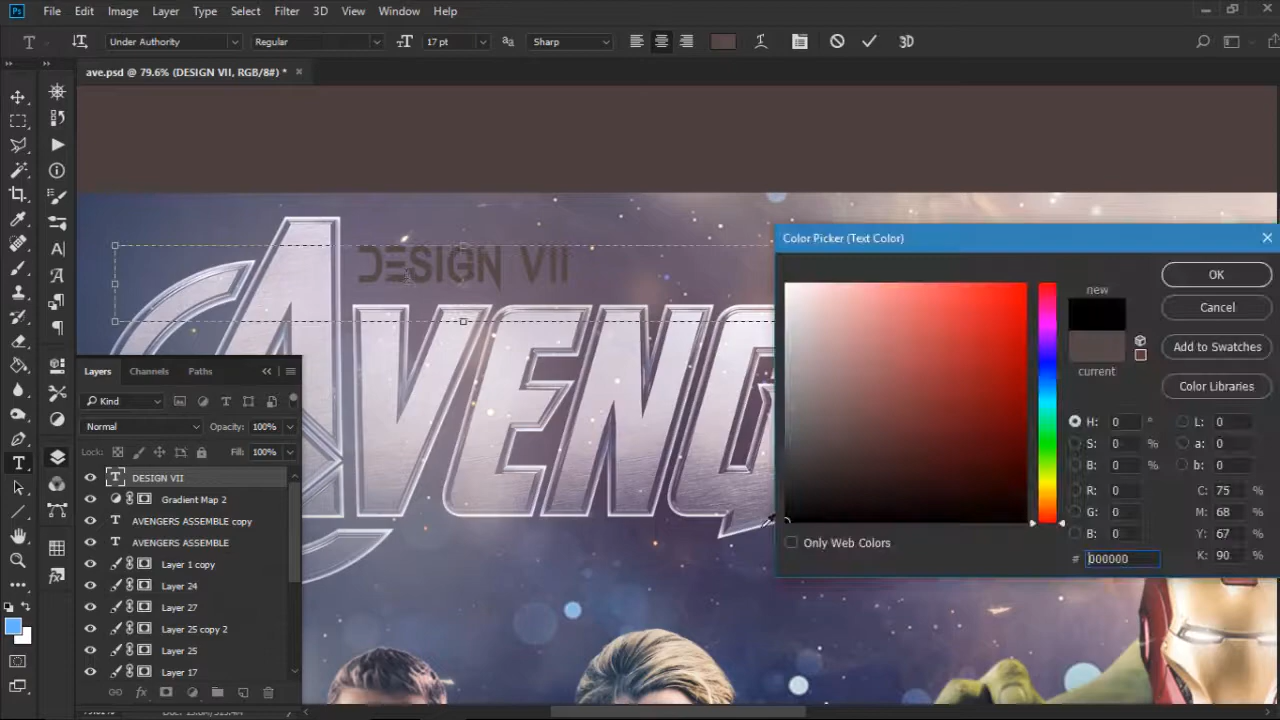 Ps File Edit Image Layer Type Select Filter 3D View Window Help
Under Authority Regular 17 pt Sharp 3D
ave.psd @ 79.6% (DESIGN VII, RGB/8#) * ×
DESIGN VII
AVENG
Color Picker (Text Color)
new
current
OK
Cancel
Add to Swatches
Color Libraries
H: 0 ° L: 0
S: 0 % a: 0
B: 0 % b: 0
R: 0 C: 75 %
G: 0 M: 68 %
B: 0 Y: 67 %
# 000000 K: 90 %
Only Web Colors
Layers Channels Paths
Kind
Normal Opacity: 100%
Lock: Fill: 100%
DESIGN VII
Gradient Map 2
AVENGERS ASSEMBLE copy
AVENGERS ASSEMBLE
Layer 1 copy
Layer 24
Layer 27
Layer 25 copy 2
Layer 25
Layer 17